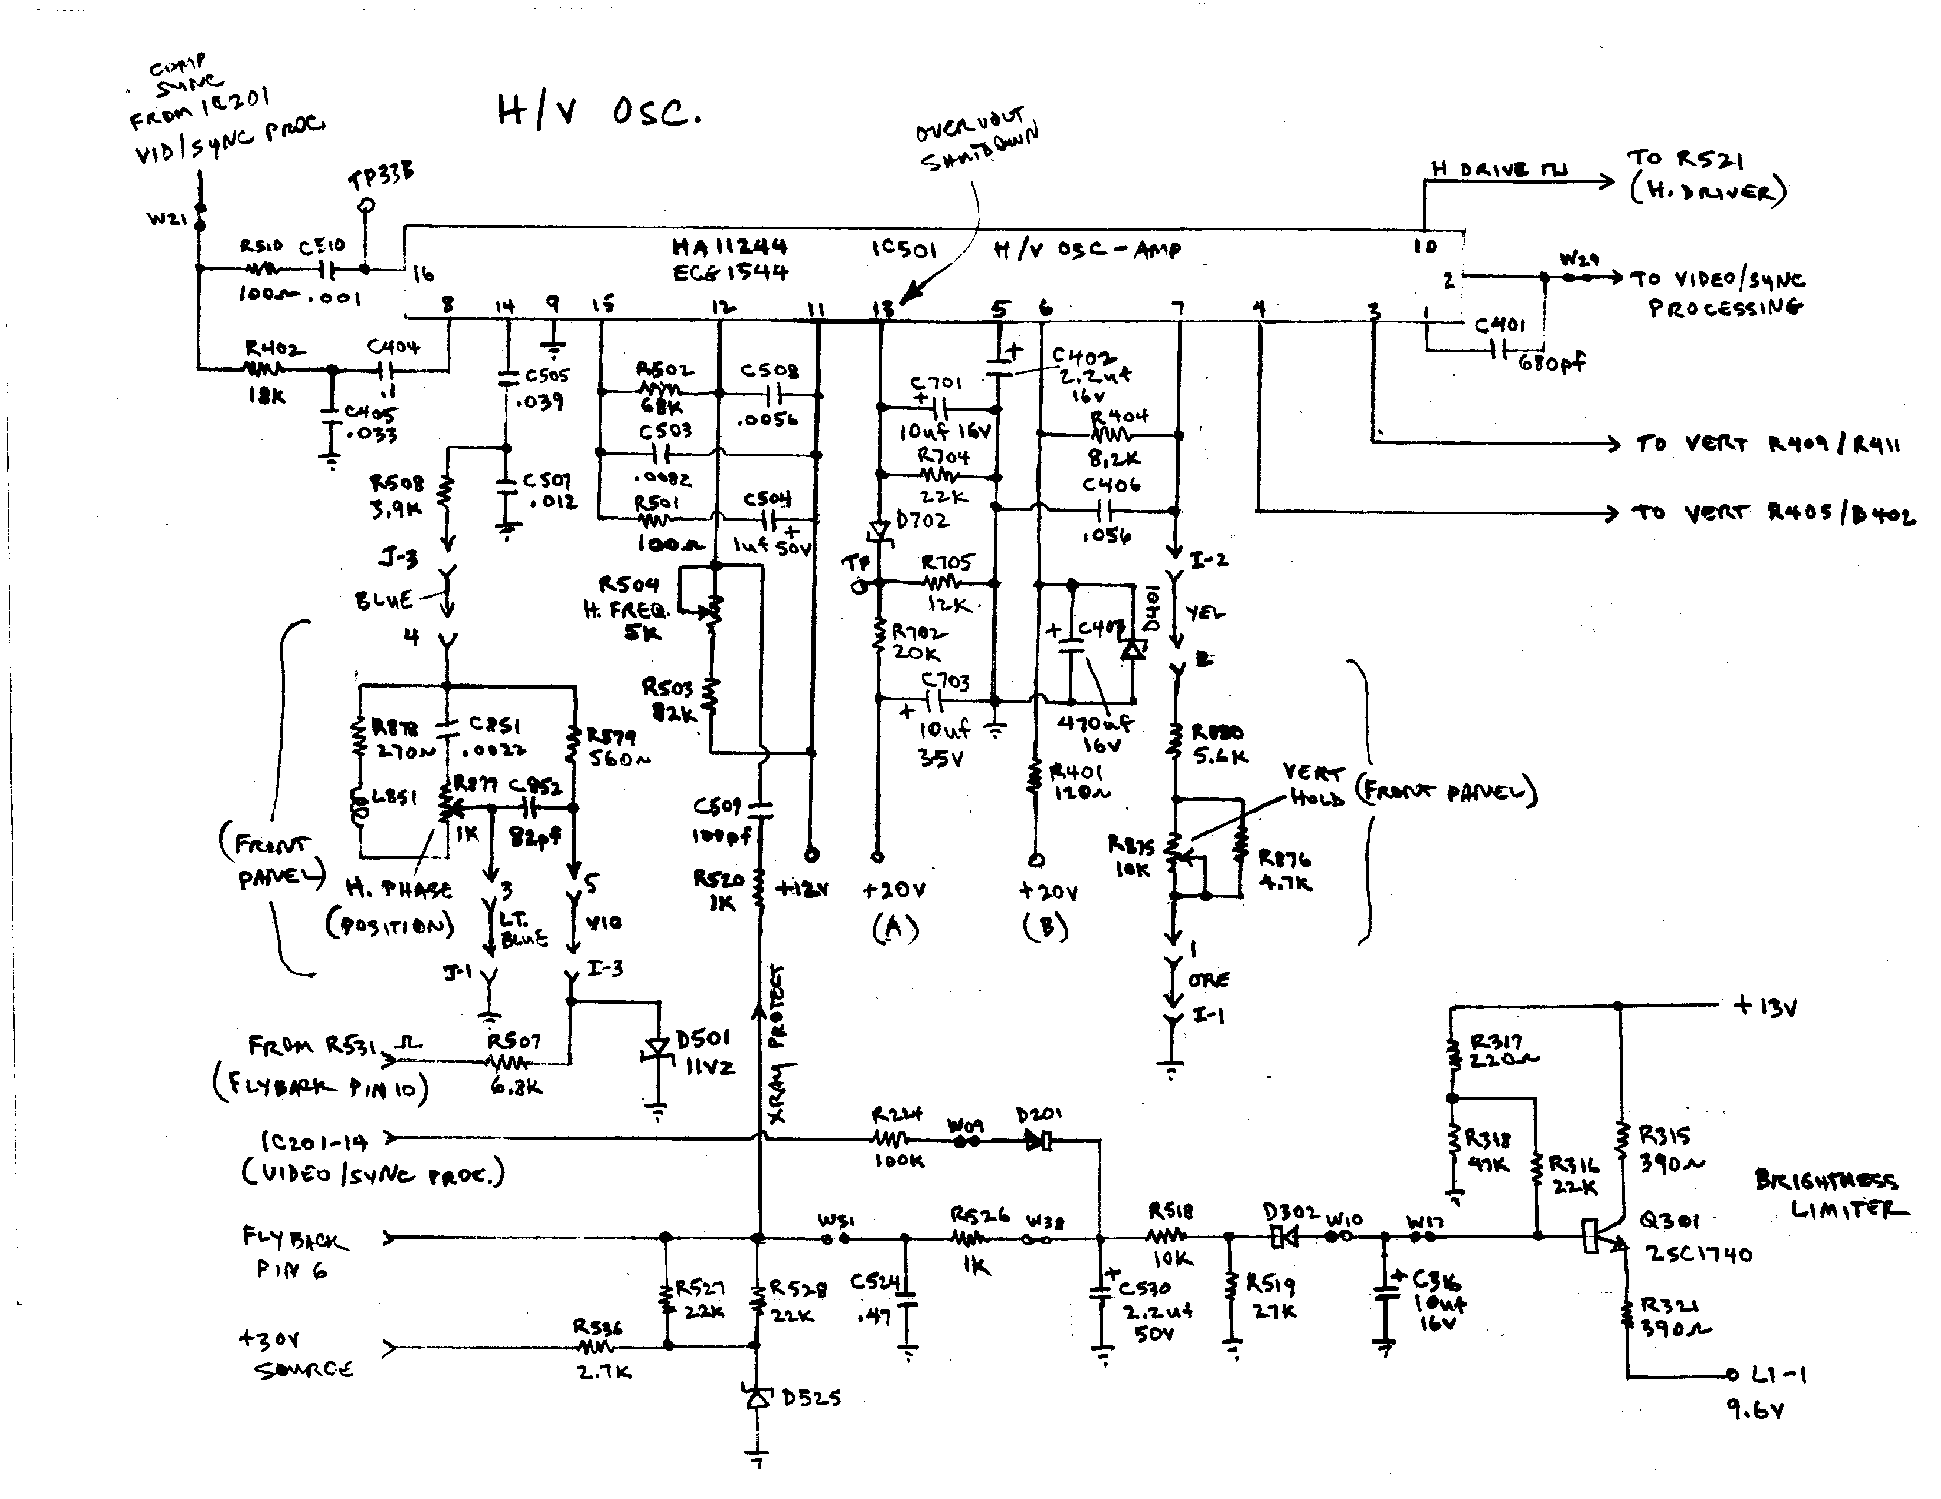 COMP
SYNC
FROM IC201
VID/SYNC PROC.
H/V OSC.
OVERVOLT
SHUTDOWN
TP33B
W21
H DRIVE
TO R521
(H. DRIVER)
R510 C510
100Ω .001
16
HA11244 IC501 H/V OSC-AMP
ECG1544
10
2
W29
TO VIDEO/SYNC
PROCESSING
8 14 9 15 12 11 13 5 6 7 4 3 1
C401
680pf
R402
18K
C404
.1
C405
.033
C505
.039
R502
68K
C508
.0056
C701
+
10uf 16V
+
C402
2.2uf
16V
R404
8.2K
TO VERT R409/R411
C503
.0082
R704
22K
C406
.056
R508
3.9K
C507
.012
R501
100Ω
C504
+
1uf 50V
D702
TO VERT R405/D402
J-3
BLUE
4
TP
R705
12K
I-2
YEL
2
R504
H. FREQ.
5K
R702
20K
+
C407
470uf
16V
D401
R503
82K
C703
+
10uf
35V
R878
270Ω
C851
.0022
R879
560Ω
R880
5.6K
L851
R877
1K
C852
82pf
C509
100pf
R401
120Ω
VERT
HOLD
(FRONT PANEL)
R875
10K
R876
4.7K
(FRONT
PANEL)
H. PHASE
(POSITION)
3
LT.
BLUE
J-1
5
VIO
I-3
R520
1K
+12V
+20V
(A)
+20V
(B)
1
ORE
I-1
XRAY PROTECT
FROM R531
(FLYBACK PIN 10)
R507
6.8K
D501
11VZ
+13V
R317
220Ω
IC201-14
(VIDEO/SYNC PROC.)
R224
100K
W09
D201
R318
47K
R316
22K
R315
390Ω
BRIGHTNESS
LIMITER
FLYBACK
PIN 6
W31
R526
1K
W38
R518
10K
D302
W10
W17
Q301
2SC1740
R527
22K
R528
22K
C524
.47
+
C530
2.2uf
50V
R519
27K
+
C316
10uf
16V
R321
390Ω
+30V
SOURCE
R536
2.7K
D525
L1-1
9.6V